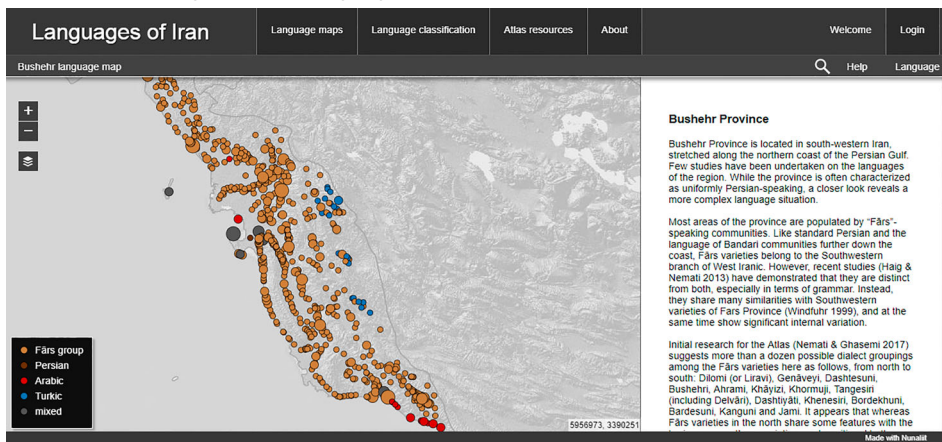 Languages of Iran
Language maps
Language classification
Atlas resources
About
Welcome
Login
Bushehr language map
Help
Language
+
−
Bushehr Province
Bushehr Province is located in south-western Iran,
stretched along the northern coast of the Persian Gulf.
Few studies have been undertaken on the languages
of the region. While the province is often characterized
as uniformly Persian-speaking, a closer look reveals a
more complex language situation.
Most areas of the province are populated by “Fârs”-
speaking communities. Like standard Persian and the
language of Bandari communities further down the
coast, Fârs varieties belong to the Southwestern
branch of West Iranic. However, recent studies (Haig &
Nemati 2013) have demonstrated that they are distinct
from both, especially in terms of grammar. Instead,
they share many similarities with Southwestern
varieties of Fars Province (Windfuhr 1999), and at the
same time show significant internal variation.
Initial research for the Atlas (Nemati & Ghasemi 2017)
suggests more than a dozen possible dialect groupings
among the Fârs varieties here as follows, from north to
south: Dilomi (or Liravi), Genâveyi, Dashtesuni,
Bushehri, Ahrami, Khâyizi, Khormuji, Tangesiri
(including Delvâri), Dashtiyâti, Khenesiri, Bordekhuni,
Bardesuni, Kanguni and Jami. It appears that whereas
Fârs varieties in the north share some features with the
Fârs group
Persian
Arabic
Turkic
mixed
5956973, 3390251
Made with Nunaliit